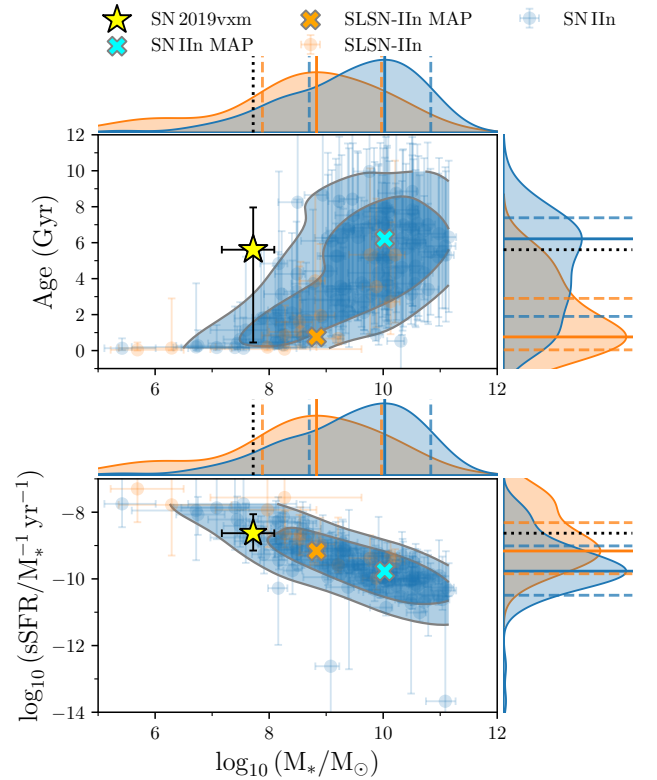 SN 2019vxm SLSN-IIn MAP SN IIn
SN IIn MAP SLSN-IIn
12
10
8
6
4
2
0
Age (Gyr)
6 8 10 12
−8
−10
−12
−14
log₁₀ (sSFR/M⁻¹∗ yr⁻¹)
6 8 10 12
log₁₀ (M∗/M⊙)